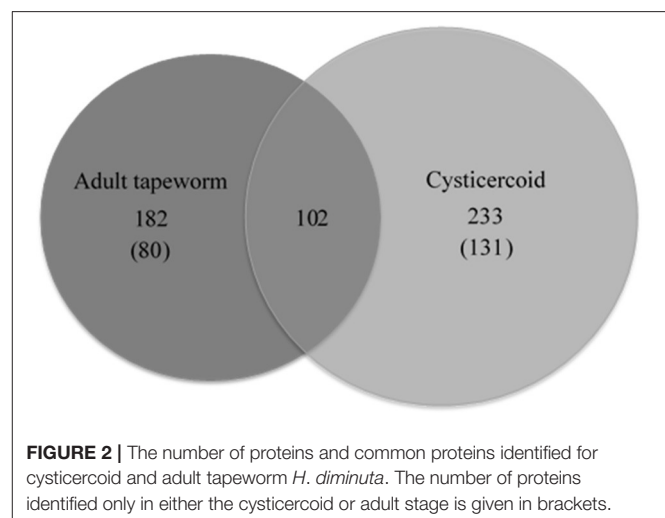 Adult tapeworm
182
(80)
102
Cysticercoid
233
(131)
FIGURE 2 | The number of proteins and common proteins identified for
cysticercoid and adult tapeworm H. diminuta. The number of proteins
identified only in either the cysticercoid or adult stage is given in brackets.